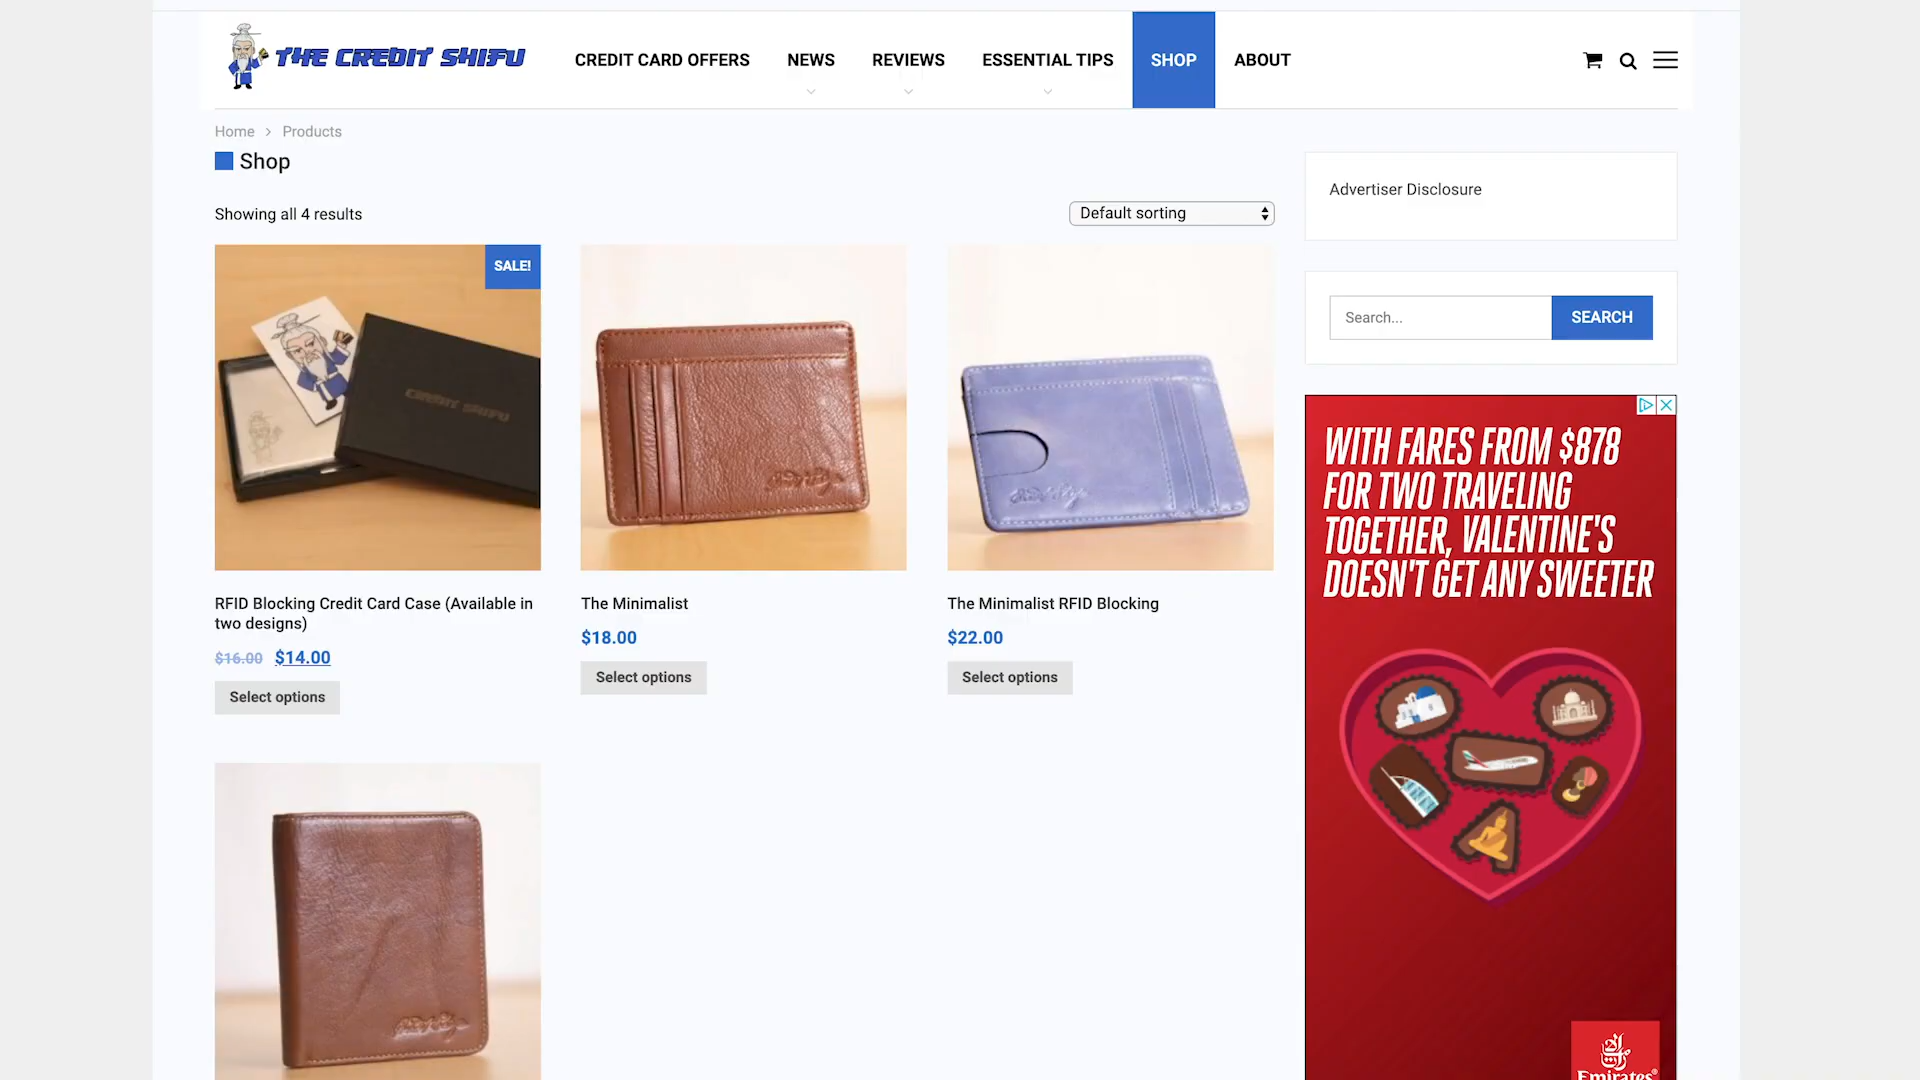 THE CREDIT SHIFU
CREDIT CARD OFFERS
NEWS
REVIEWS
ESSENTIAL TIPS
SHOP
ABOUT
Home > Products
Shop
Showing all 4 results
Default sorting
SALE!
CREDIT SHIFU
RFID Blocking Credit Card Case (Available in
two designs)
$16.00 $14.00
Select options
The Minimalist
$18.00
Select options
The Minimalist RFID Blocking
$22.00
Select options
Advertiser Disclosure
Search...
SEARCH
WITH FARES FROM $878
FOR TWO TRAVELING
TOGETHER, VALENTINE'S
DOESN'T GET ANY SWEETER
Emirates